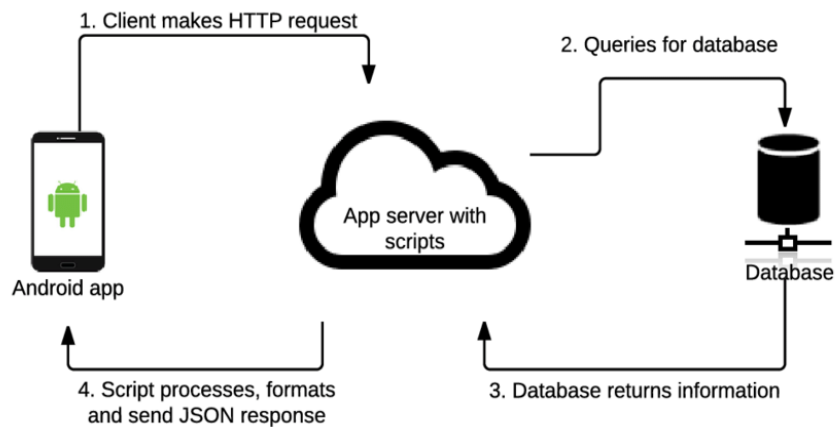 1. Client makes HTTP request
2. Queries for database
App server with
scripts
Android app
Database
4. Script processes, formats
and send JSON response
3. Database returns information